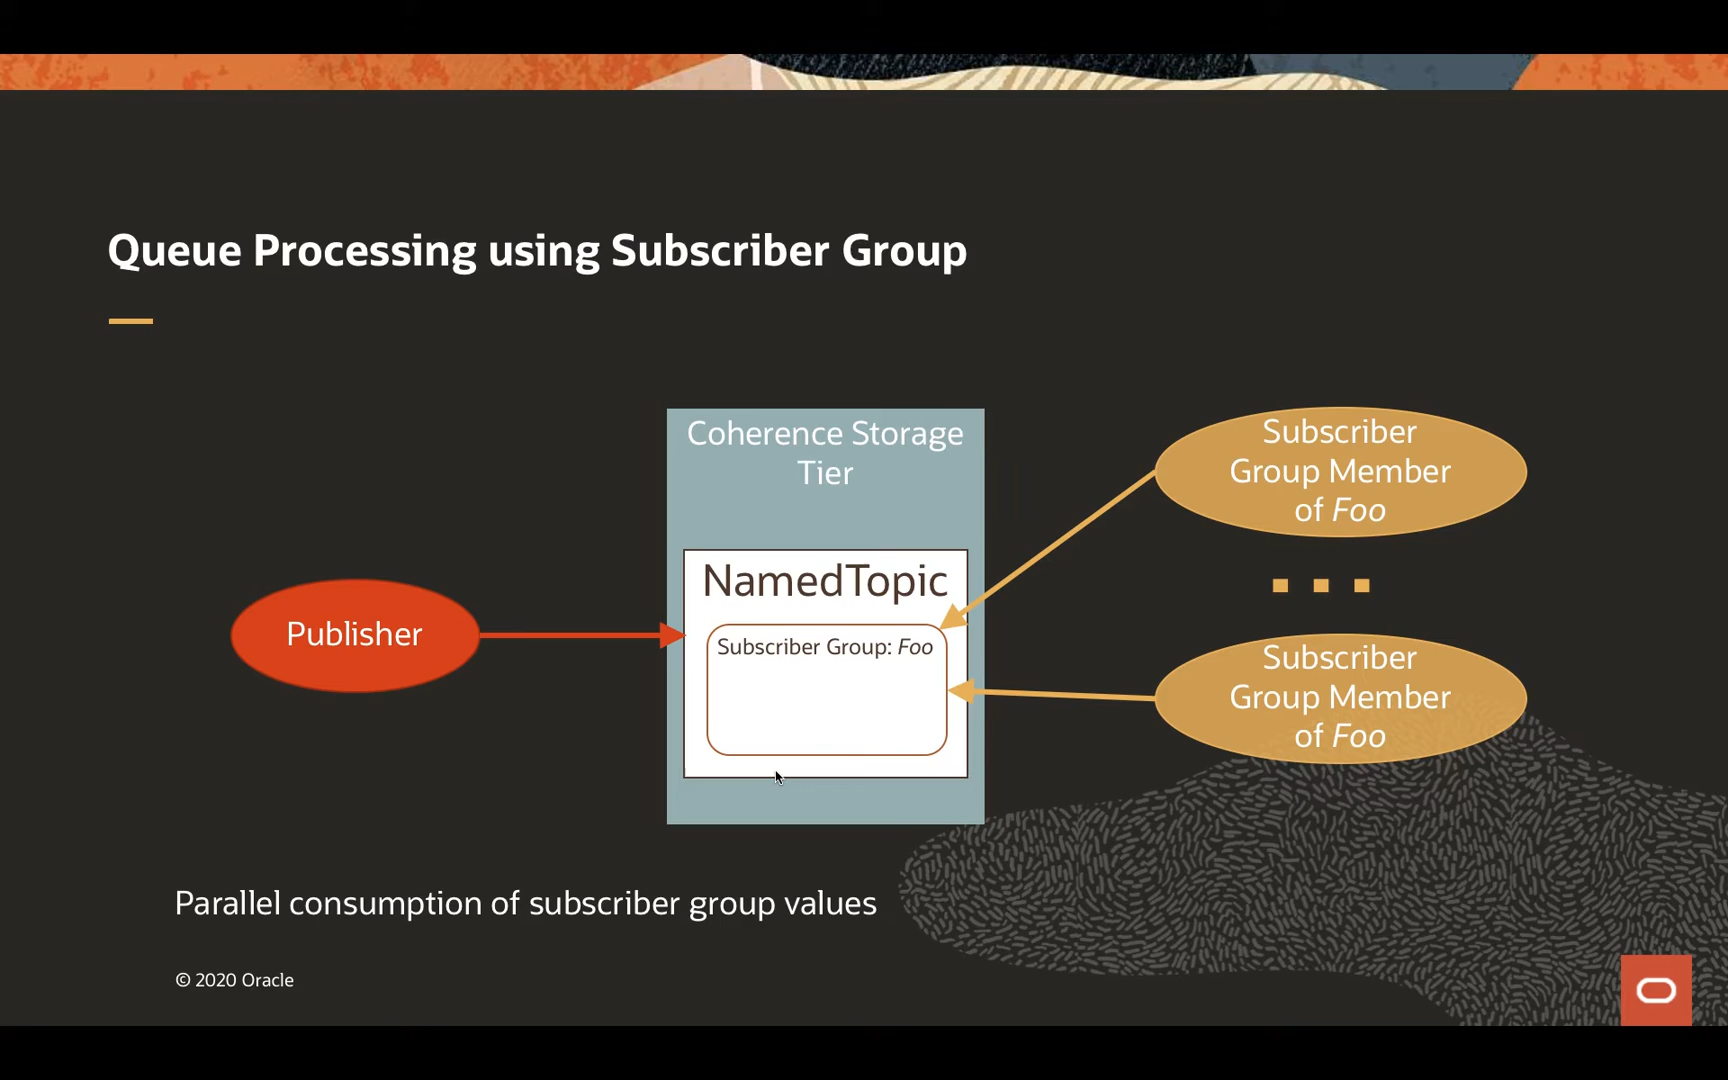 Queue Processing using Subscriber Group
Coherence Storage
Tier
NamedTopic
Subscriber Group: Foo
Publisher
Subscriber
Group Member
of Foo
Subscriber
Group Member
of Foo
Parallel consumption of subscriber group values
© 2020 Oracle